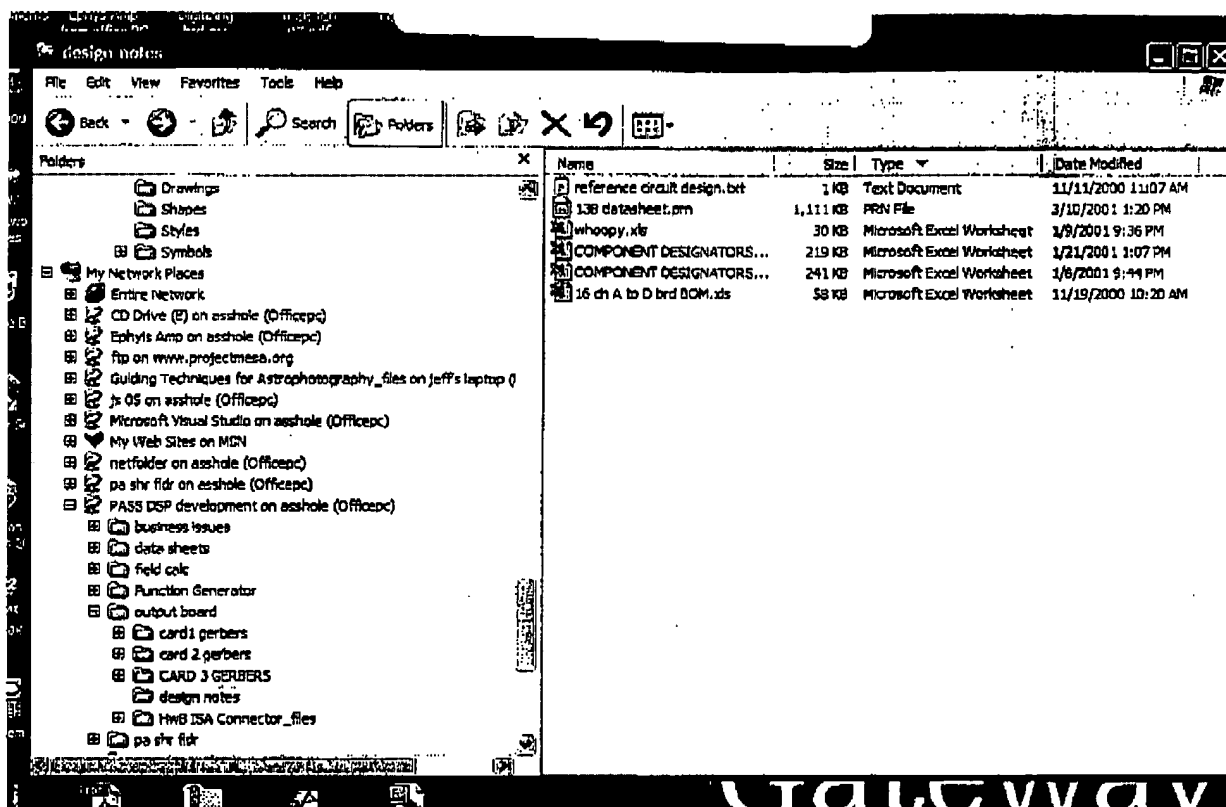 design notes
File Edit View Favorites Tools Help
Back Search Folders
Folders
Drawings
Shapes
Styles
Symbols
My Network Places
Entire Network
CD Drive (E) on asshole (Officepc)
Ephyls Amp on asshole (Officepc)
ftp on www.projectmesa.org
Guiding Techniques for Astrophotography_files on jeff's laptop (
js OS on asshole (Officepc)
Microsoft Visual Studio on asshole (Officepc)
My Web Sites on MSN
netfolder on asshole (Officepc)
pa shr fldr on asshole (Officepc)
PASS DSP development on asshole (Officepc)
business issues
data sheets
field calc
Function Generator
output board
card1 gerbers
card 2 gerbers
CARD 3 GERBERS
design notes
HwB ISA Connector_files
pa shr fldr
Name Size Type Date Modified
reference circuit design.txt 1 KB Text Document 11/11/2000 11:07 AM
138 datasheet.prn 1,111 KB PRN File 3/10/2001 1:20 PM
whoopy.xls 30 KB Microsoft Excel Worksheet 1/9/2001 9:36 PM
COMPONENT DESIGNATORS... 219 KB Microsoft Excel Worksheet 1/21/2001 1:07 PM
COMPONENT DESIGNATORS... 241 KB Microsoft Excel Worksheet 1/6/2001 9:44 PM
16 ch A to D brd BOM.xls 58 KB Microsoft Excel Worksheet 11/19/2000 10:20 AM
Gateway